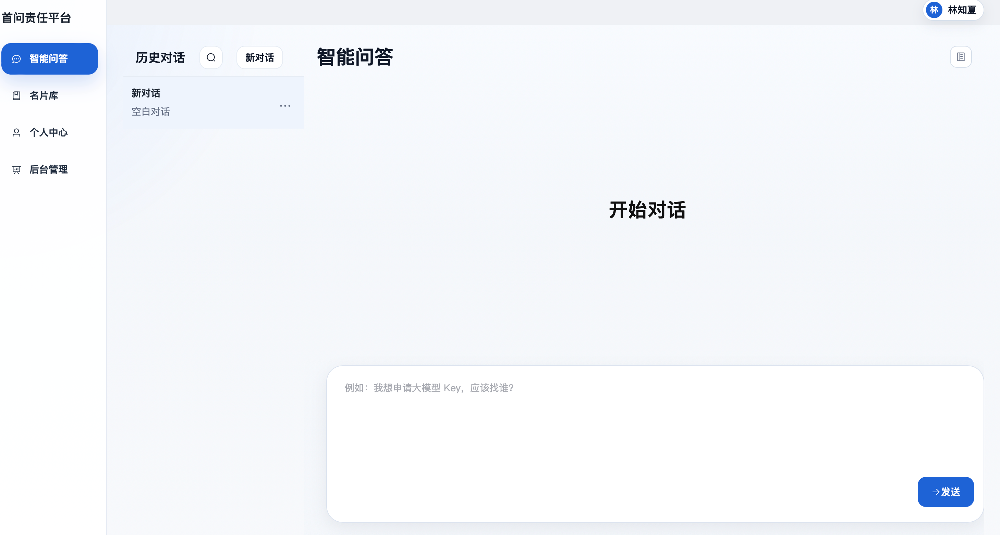 首问责任平台
智能问答
名片库
个人中心
后台管理
林 林知夏
历史对话
新对话
新对话
空白对话
智能问答
开始对话
例如：我想申请大模型 Key，应该找谁？
发送